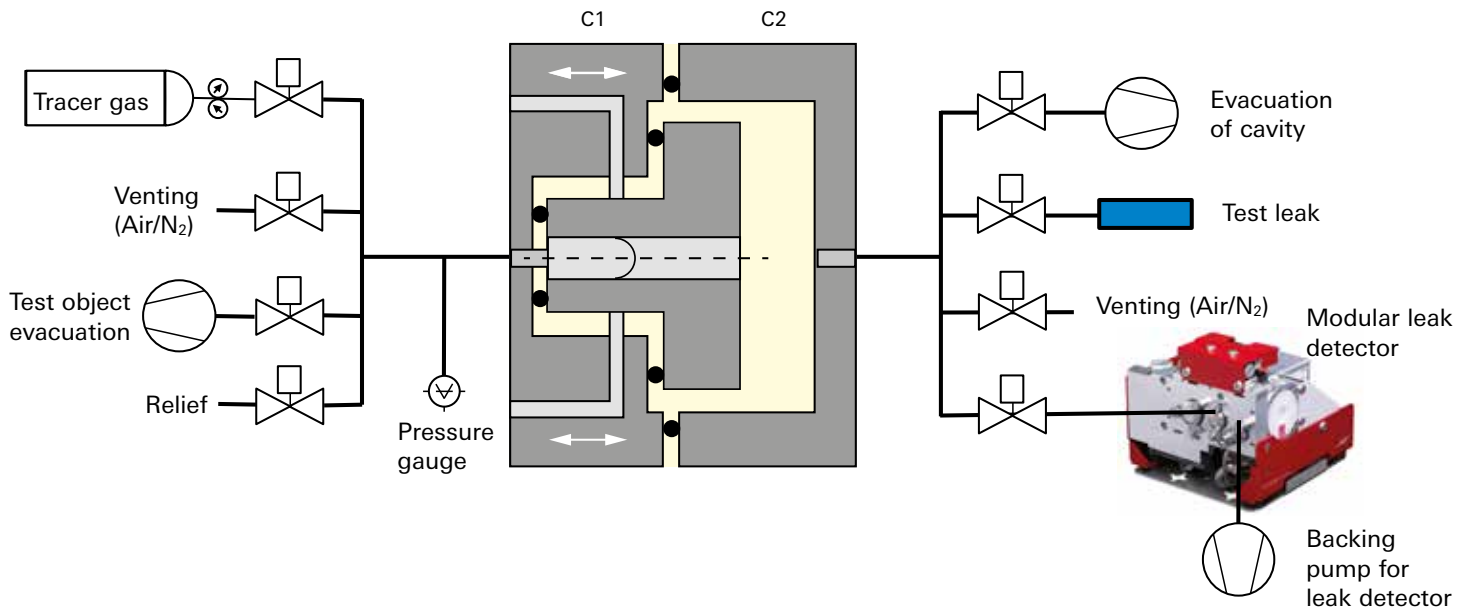 C1
C2
Tracer gas
Venting
(Air/N₂)
Test object
evacuation
Relief
Pressure
gauge
Evacuation
of cavity
Test leak
Venting (Air/N₂)
Modular leak
detector
Backing
pump for
leak detector